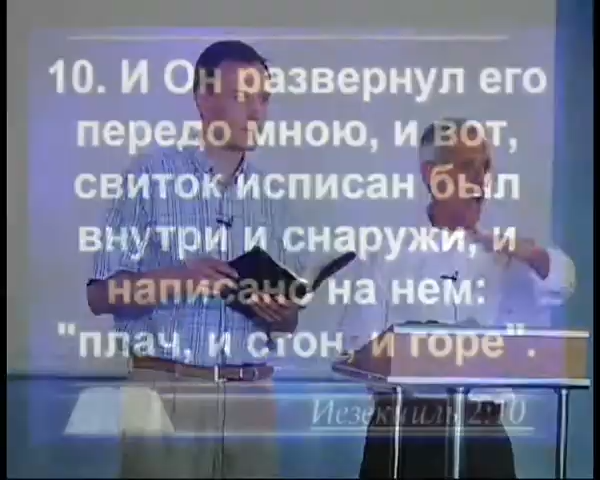 10. И Он развернул его
передо мною, и вот,
свиток исписан был
внутри и снаружи, и
написано на нем:
"плач, и стон, и горе".
Иезекииль 2:10